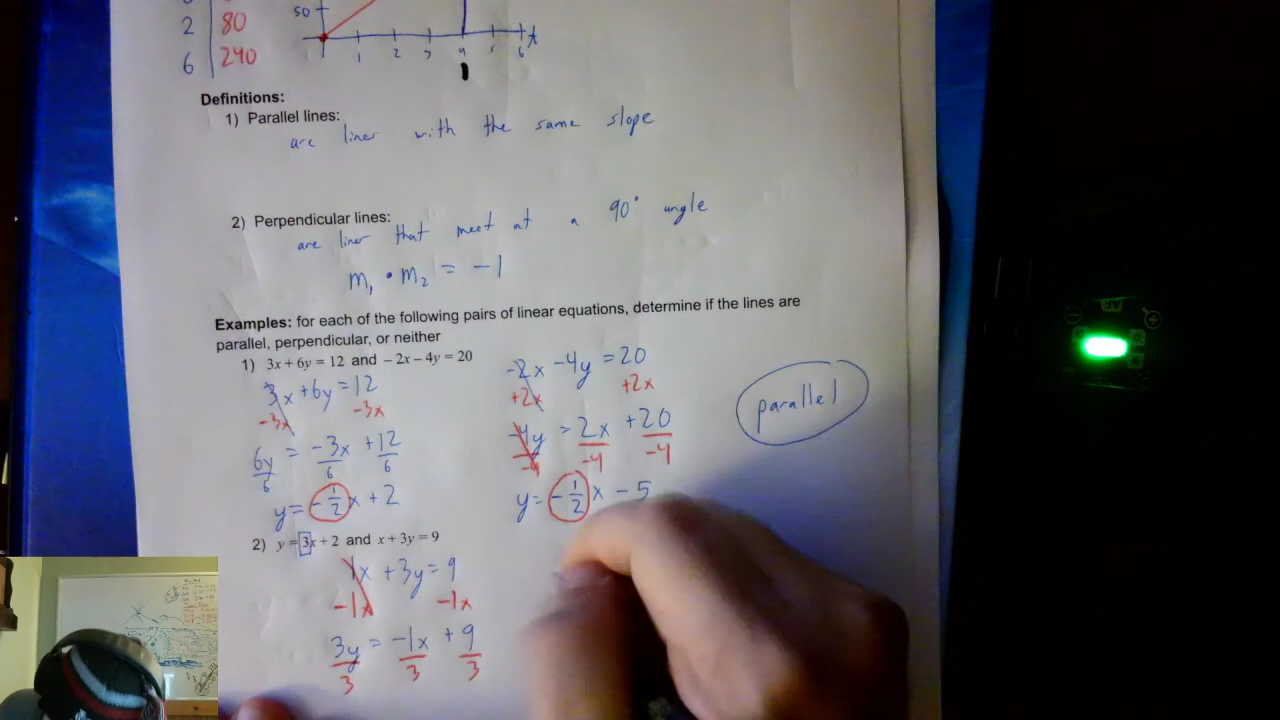 50
2 80
6 240
1 2 3 4 5 6 t
Definitions:
1) Parallel lines:
are lines with the same slope
2) Perpendicular lines:
are lines that meet at a 90° angle
m₁ • m₂ = -1
Examples: for each of the following pairs of linear equations, determine if the lines are
parallel, perpendicular, or neither
1) 3x + 6y = 12 and – 2x – 4y = 20
3x + 6y = 12
-3x -3x
6y/6 = -3x/6 + 12/6
y = -1/2 x + 2
-2x - 4y = 20
+2x +2x
-4y/-4 = 2x/-4 + 20/-4
y = -1/2 x - 5
parallel
2) y = 3x + 2 and x + 3y = 9
1x + 3y = 9
-1x -1x
3y/3 = -1x/3 + 9/3